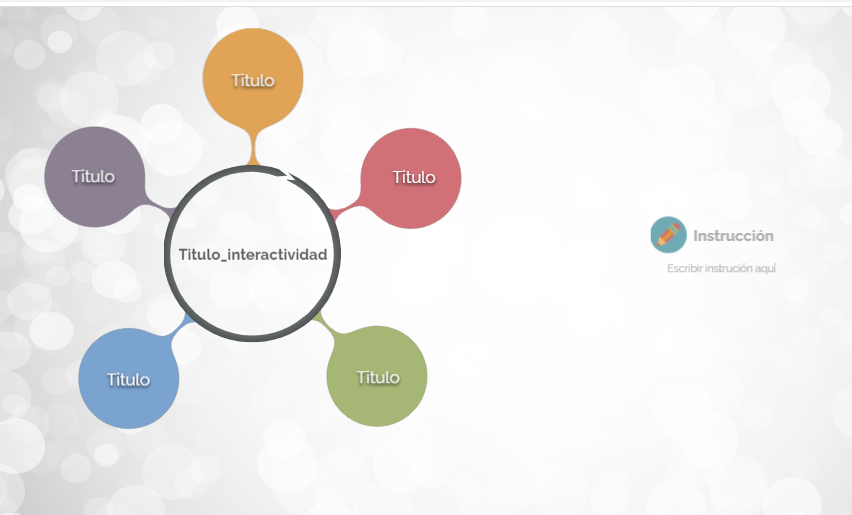 Titulo
Titulo
Titulo
Titulo_interactividad
Instrucción
Escribir instrución aquí
Titulo
Titulo